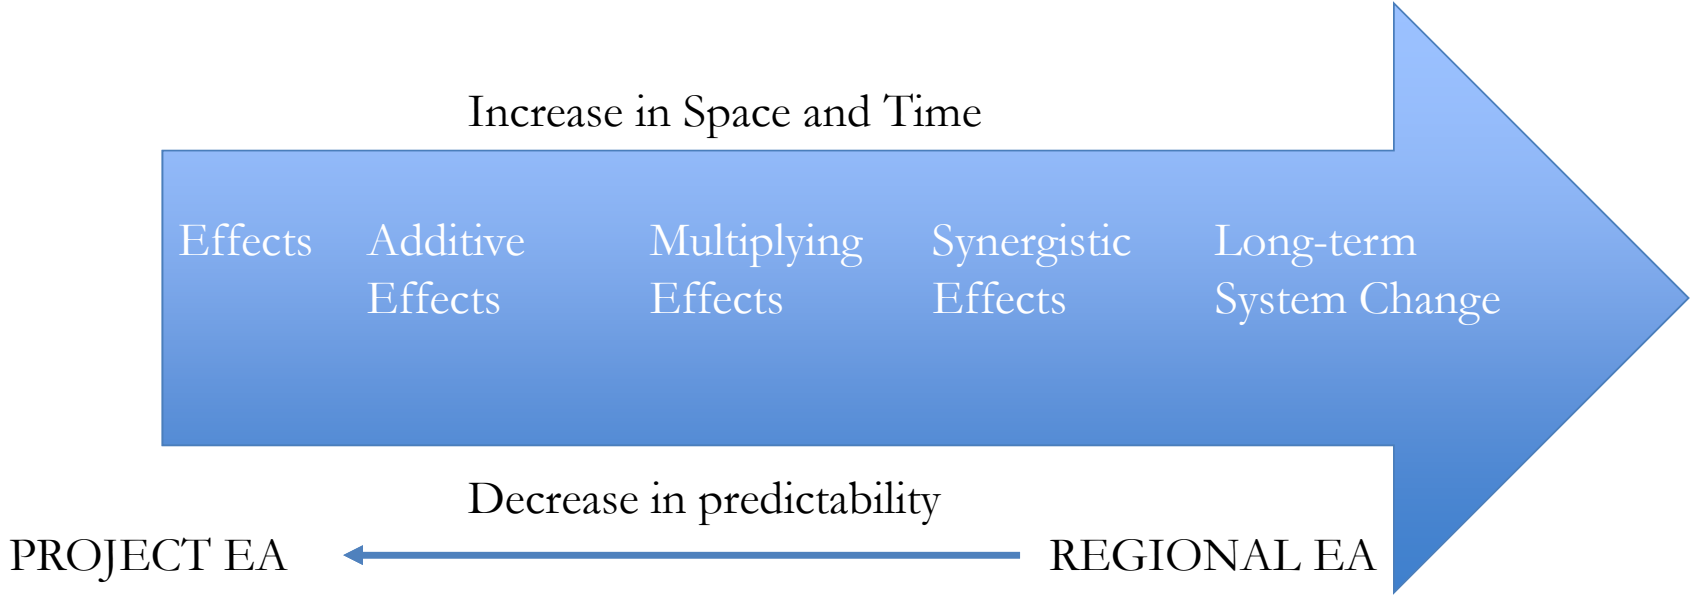 Increase in Space and Time
Effects
Additive
Effects
Multiplying
Effects
Synergistic
Effects
Long-term
System Change
Decrease in predictability
PROJECT EA
REGIONAL EA